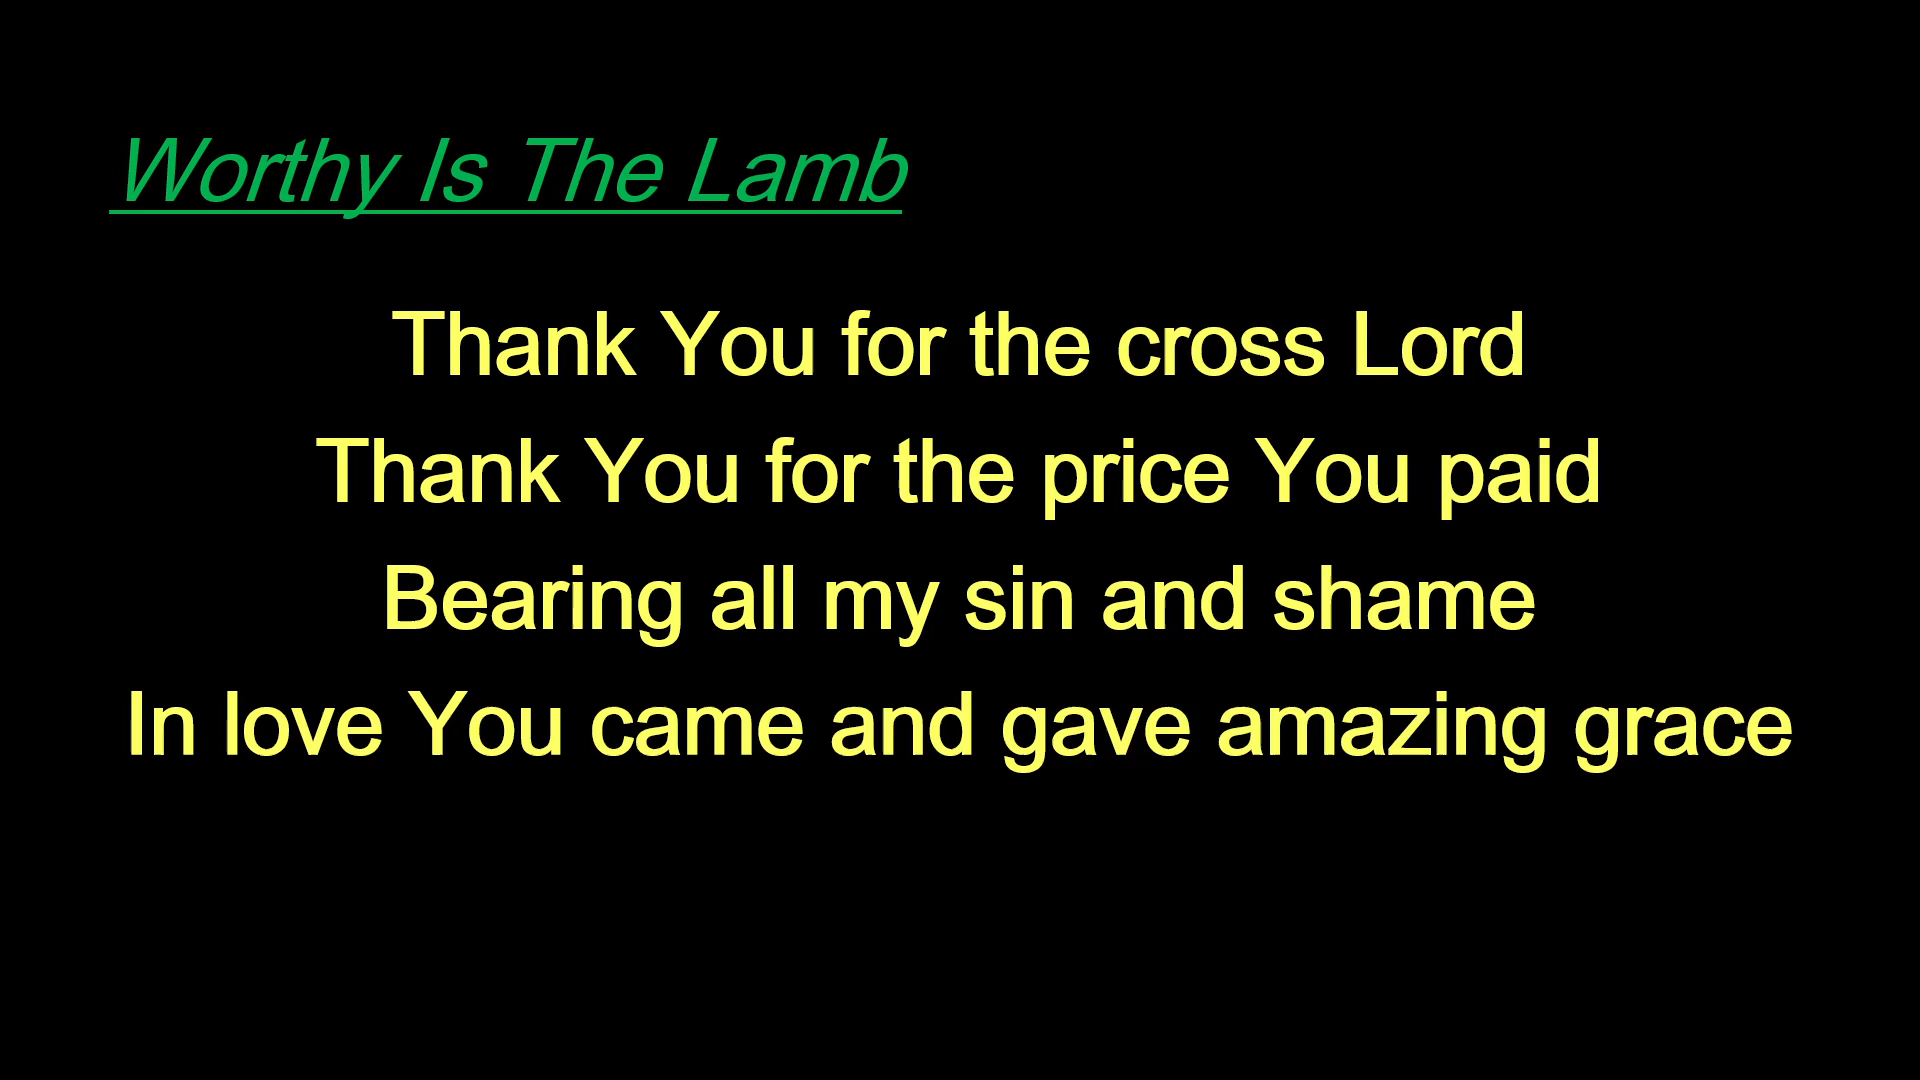 Worthy Is The Lamb
Thank You for the cross Lord
Thank You for the price You paid
Bearing all my sin and shame
In love You came and gave amazing grace